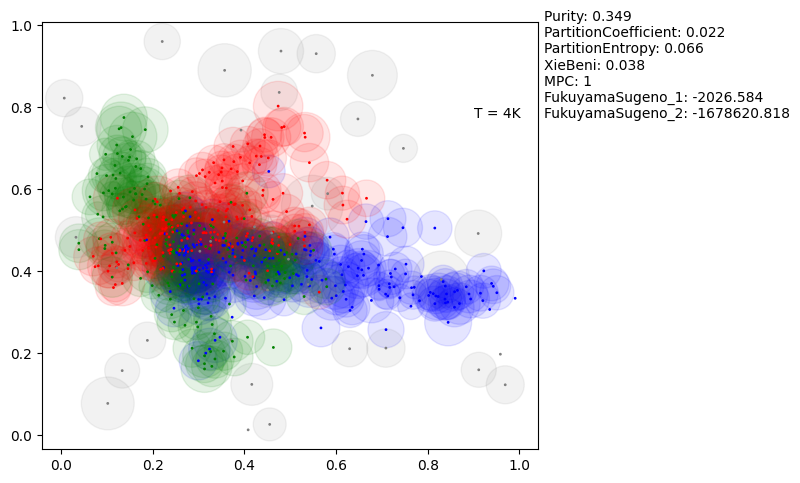 Purity: 0.349
PartitionCoefficient: 0.022
PartitionEntropy: 0.066
XieBeni: 0.038
MPC: 1
FukuyamaSugeno_1: -2026.584
FukuyamaSugeno_2: -1678620.818
T = 4K
1.0
0.8
0.6
0.4
0.2
0.0
0.0 0.2 0.4 0.6 0.8 1.0